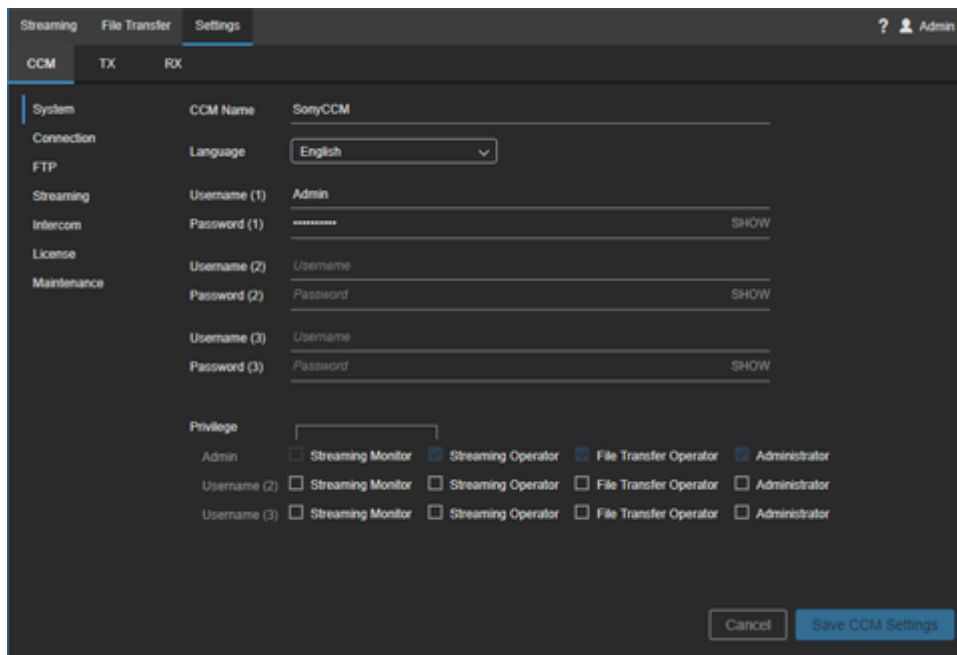 Streaming File Transfer Settings ? Admin
CCM TX RX
System
Connection
FTP
Streaming
Intercom
License
Maintenance
CCM Name SonyCCM
Language English
Username (1) Admin
Password (1) •••••••••• SHOW
Username (2) Username
Password (2) Password SHOW
Username (3) Username
Password (3) Password SHOW
Privilege
Admin Streaming Monitor Streaming Operator File Transfer Operator Administrator
Username (2) Streaming Monitor Streaming Operator File Transfer Operator Administrator
Username (3) Streaming Monitor Streaming Operator File Transfer Operator Administrator
Cancel Save CCM Settings